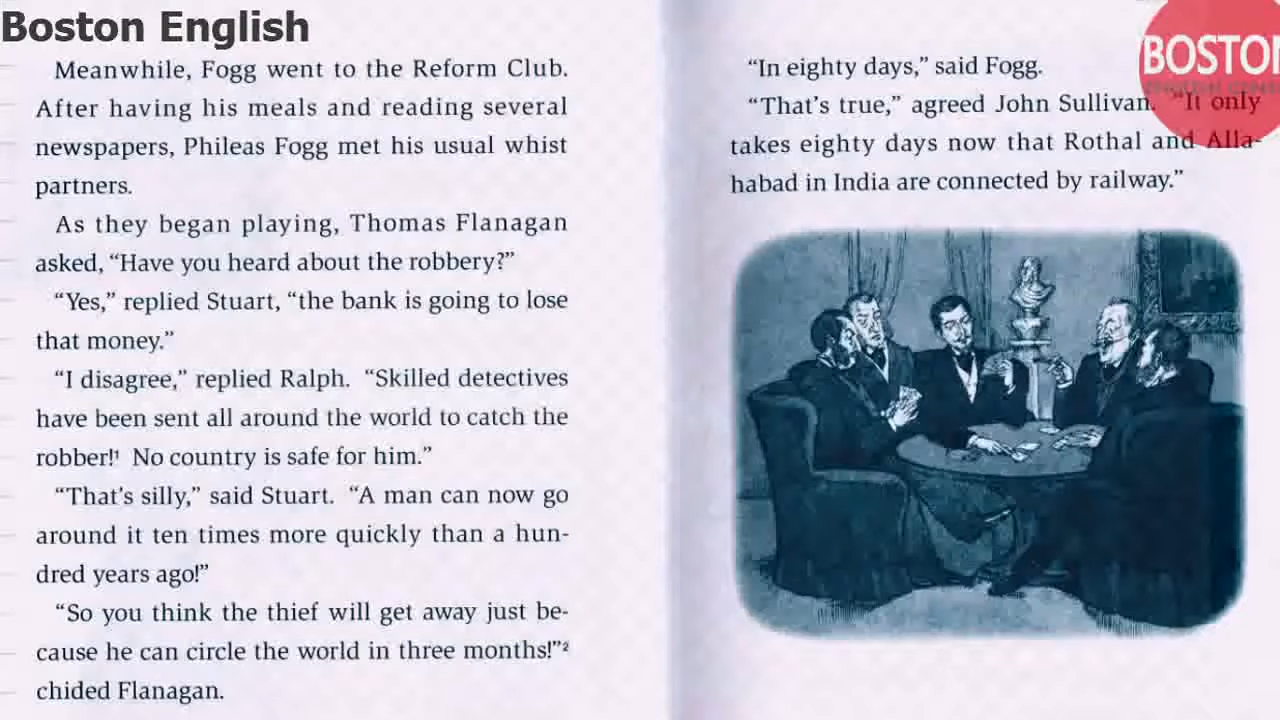 Boston English
Meanwhile, Fogg went to the Reform Club.
After having his meals and reading several
newspapers, Phileas Fogg met his usual whist
partners.
As they began playing, Thomas Flanagan
asked, “Have you heard about the robbery?”
“Yes,” replied Stuart, “the bank is going to lose
that money.”
“I disagree,” replied Ralph. “Skilled detectives
have been sent all around the world to catch the
robber!¹ No country is safe for him.”
“That’s silly,” said Stuart. “A man can now go
around it ten times more quickly than a hun-
dred years ago!”
“So you think the thief will get away just be-
cause he can circle the world in three months!”²
chided Flanagan.
BOSTON
“In eighty days,” said Fogg.
“That’s true,” agreed John Sullivan. “It only
takes eighty days now that Rothal and Alla-
habad in India are connected by railway.”